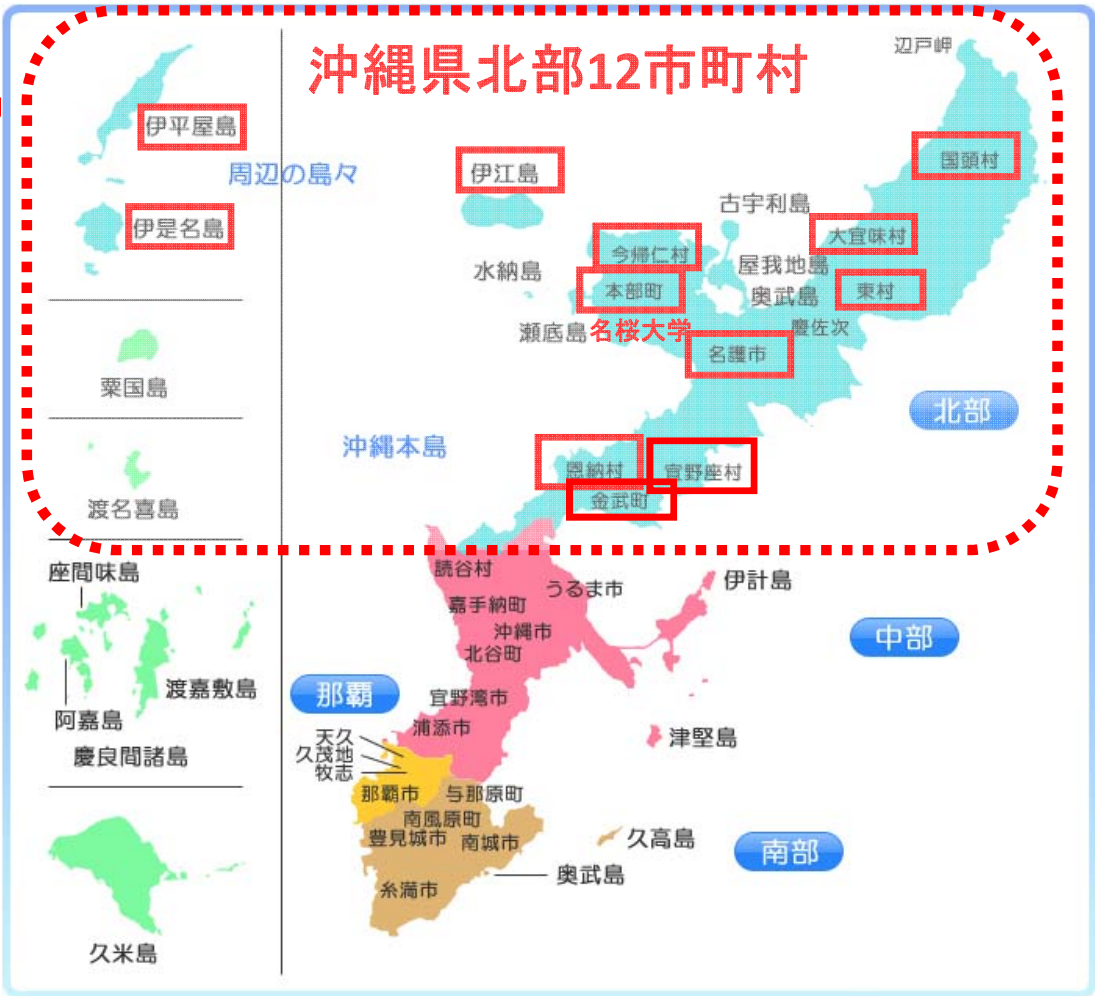 沖縄県北部12市町村
辺戸岬
伊平屋島
周辺の島々
伊江島
国頭村
伊是名島
古宇利島
大宜味村
今帰仁村
水納島
屋我地島
本部町
奥武島
東村
瀬底島
名桜大学
慶佐次
名護市
粟国島
北部
沖縄本島
恩納村
宜野座村
金武町
渡名喜島
座間味島
読谷村
うるま市
伊計島
嘉手納町
沖縄市
北谷町
中部
渡嘉敷島
那覇
宜野湾市
阿嘉島
浦添市
津堅島
慶良間諸島
天久
久茂地
牧志
那覇市
与那原町
南風原町
豊見城市
南城市
久高島
南部
奥武島
糸満市
久米島